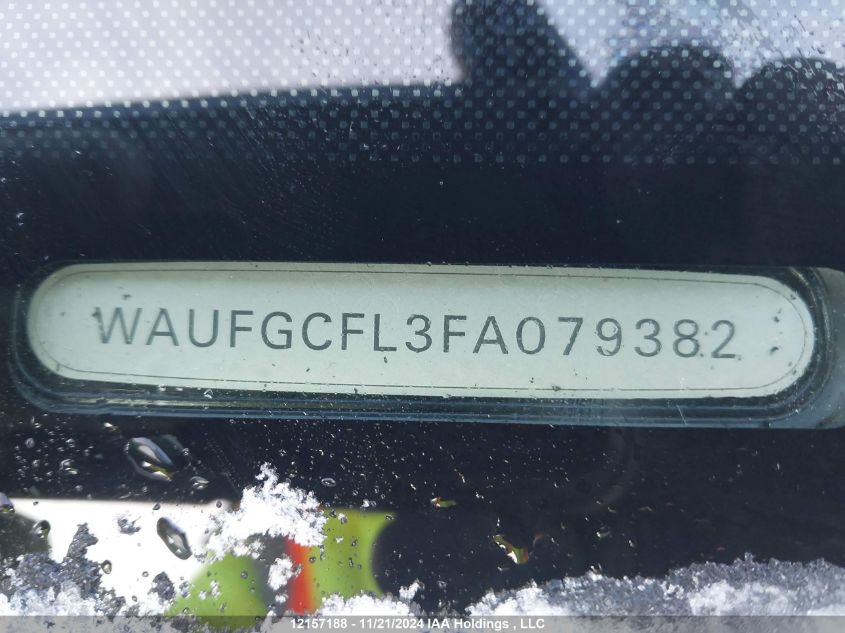 WAUFGCFL3FA079382
12157188 - 11/21/2024 IAA Holdings , LLC